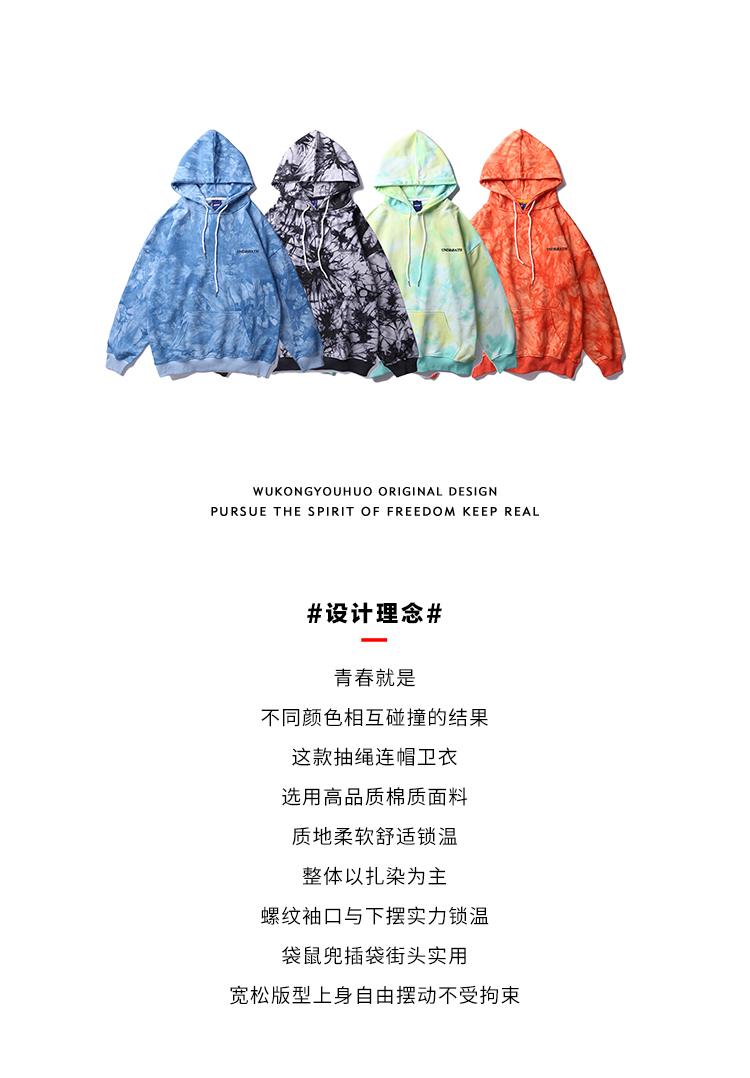 WUKONGYOUHUO ORIGINAL DESIGN
PURSUE THE SPIRIT OF FREEDOM KEEP REAL
#设计理念#
青春就是
不同颜色相互碰撞的结果
这款抽绳连帽卫衣
选用高品质棉质面料
质地柔软舒适锁温
整体以扎染为主
螺纹袖口与下摆实力锁温
袋鼠兜插袋街头实用
宽松版型上身自由摆动不受拘束